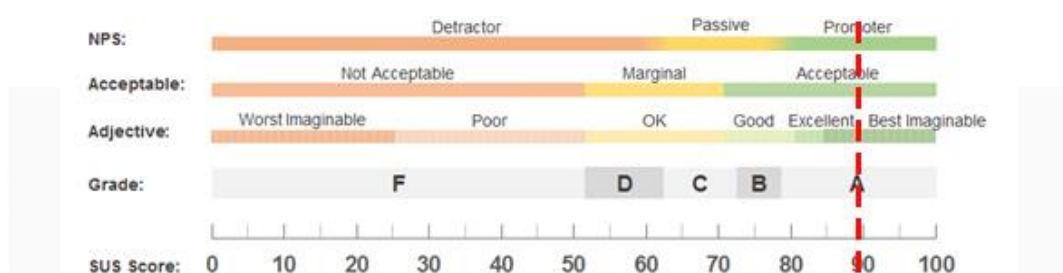 NPS: Detractor Passive Promoter
Acceptable: Not Acceptable Marginal Acceptable
Adjective: Worst Imaginable Poor OK Good Excellent Best Imaginable
Grade: F D C B A
SUS Score: 0 10 20 30 40 50 60 70 80 90 100